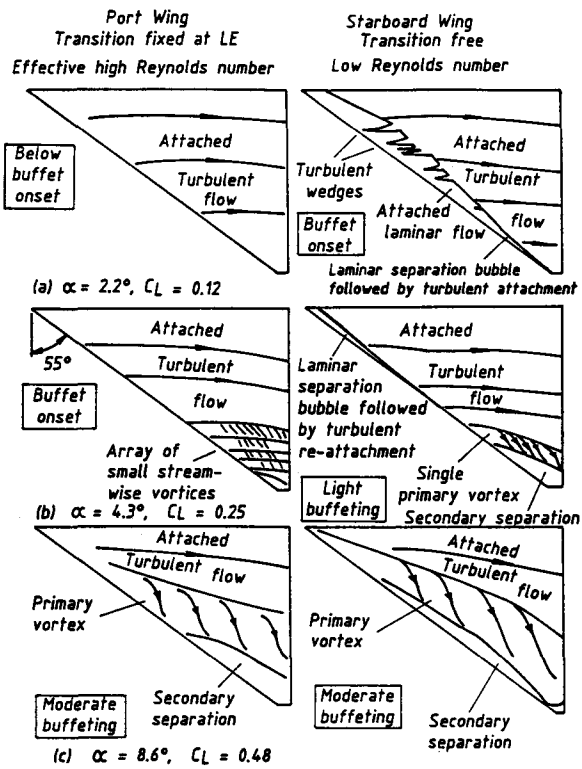 Port Wing
Transition fixed at LE
Effective high Reynolds number
Starboard Wing
Transition free
Low Reynolds number
Below
buffet
onset
Attached
Turbulent
flow
Turbulent
wedges
Buffet
onset
Attached
laminar flow
Attached
Turbulent
flow
Laminar separation bubble
followed by turbulent attachment
(a) α = 2.2°, CL = 0.12
55°
Buffet
onset
Attached
Turbulent
flow
Array of
small stream-
wise vortices
Laminar
separation
bubble followed
by turbulent
re-attachment
Attached
Turbulent
flow
Single
primary vortex
Secondary separation
Light
buffeting
(b) α = 4.3°, CL = 0.25
Attached
Turbulent
flow
Primary
vortex
Moderate
buffeting
Secondary
separation
Attached
Turbulent
flow
Primary
vortex
Moderate
buffeting
Secondary
separation
(c) α = 8.6°, CL = 0.48